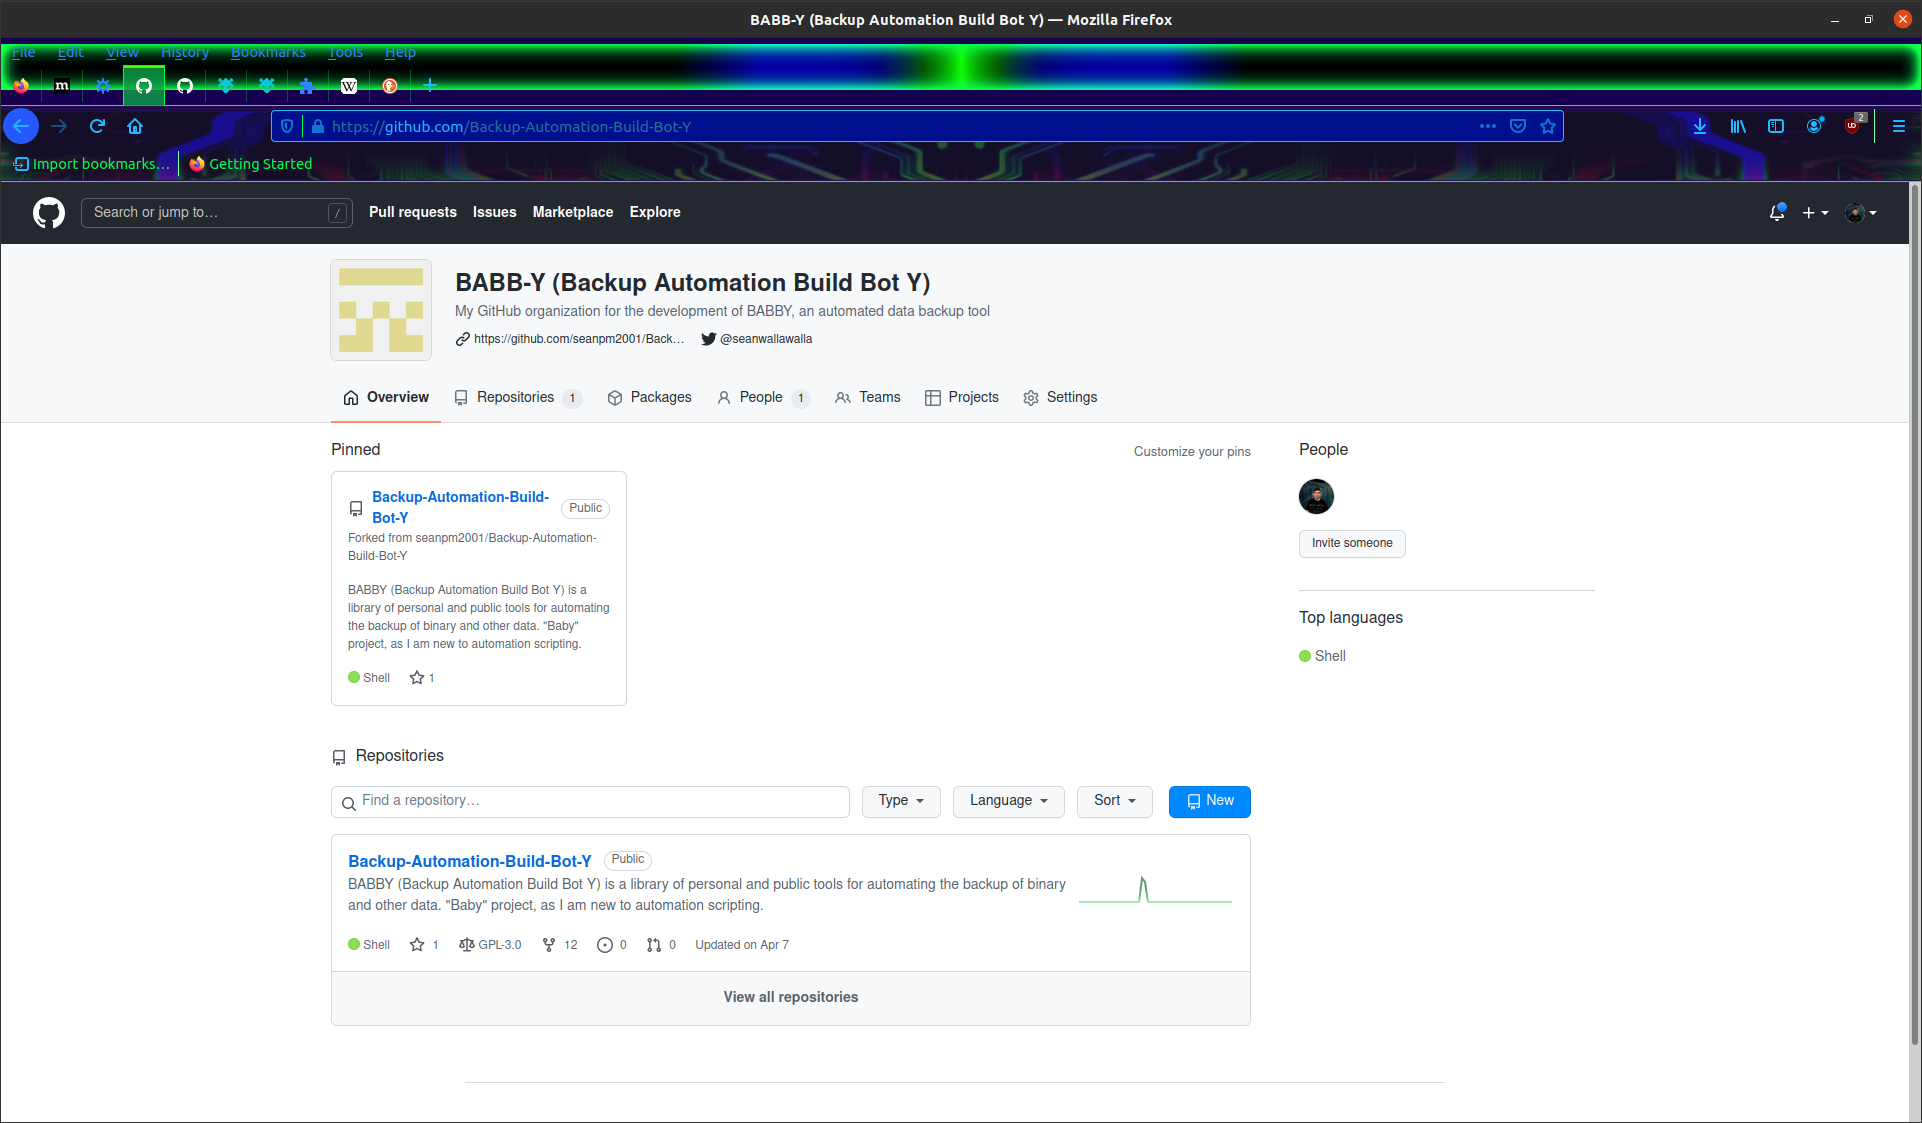 BABB-Y (Backup Automation Build Bot Y) — Mozilla Firefox
File Edit View History Bookmarks Tools Help
m W
https://github.com/Backup-Automation-Build-Bot-Y
2
Import bookmarks... Getting Started
Search or jump to... / Pull requests Issues Marketplace Explore
BABB-Y (Backup Automation Build Bot Y)
My GitHub organization for the development of BABBY, an automated data backup tool
https://github.com/seanpm2001/Back... @seanwallawalla
Overview Repositories 1 Packages People 1 Teams Projects Settings
Pinned Customize your pins
Backup-Automation-Build-
Bot-Y
Public
Forked from seanpm2001/Backup-Automation-
Build-Bot-Y
BABBY (Backup Automation Build Bot Y) is a
library of personal and public tools for automating
the backup of binary and other data. "Baby"
project, as I am new to automation scripting.
Shell 1
People
Invite someone
Top languages
Shell
Repositories
Find a repository... Type Language Sort New
Backup-Automation-Build-Bot-Y Public
BABBY (Backup Automation Build Bot Y) is a library of personal and public tools for automating the backup of binary
and other data. "Baby" project, as I am new to automation scripting.
Shell 1 GPL-3.0 12 0 0 Updated on Apr 7
View all repositories